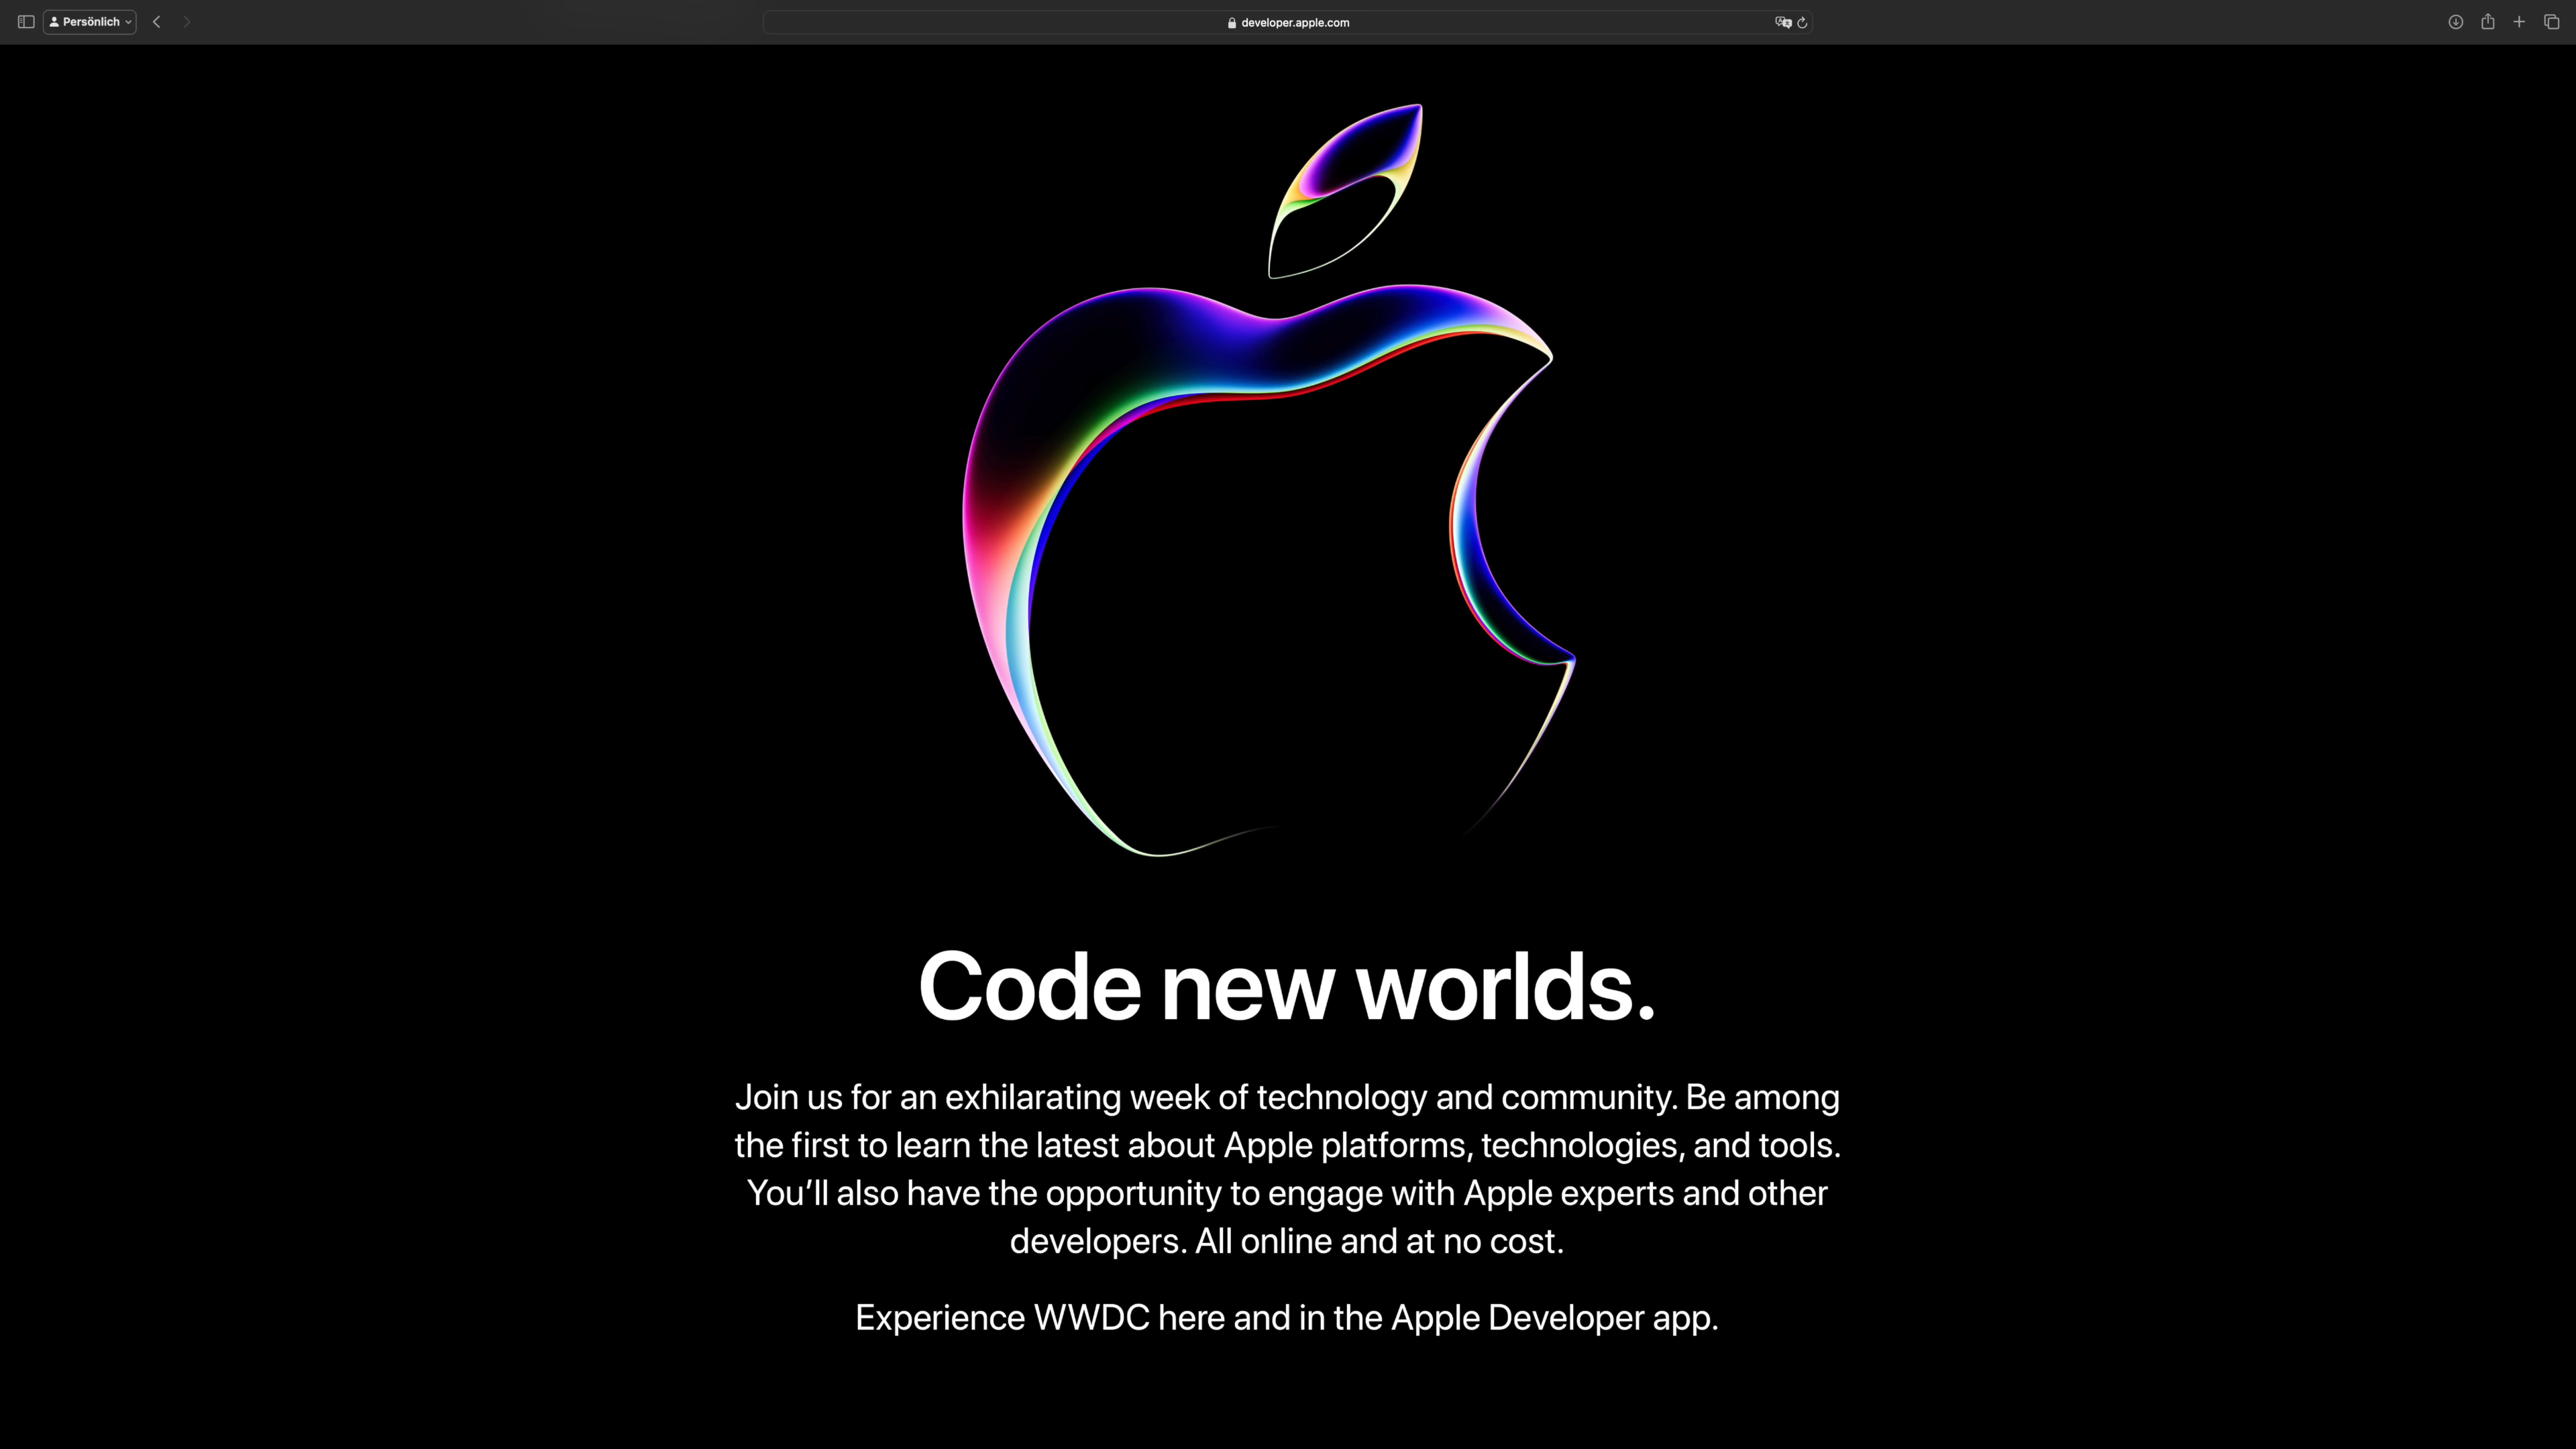 Persönlich
developer.apple.com
Code new worlds.
Join us for an exhilarating week of technology and community. Be among
the first to learn the latest about Apple platforms, technologies, and tools.
You’ll also have the opportunity to engage with Apple experts and other
developers. All online and at no cost.
Experience WWDC here and in the Apple Developer app.